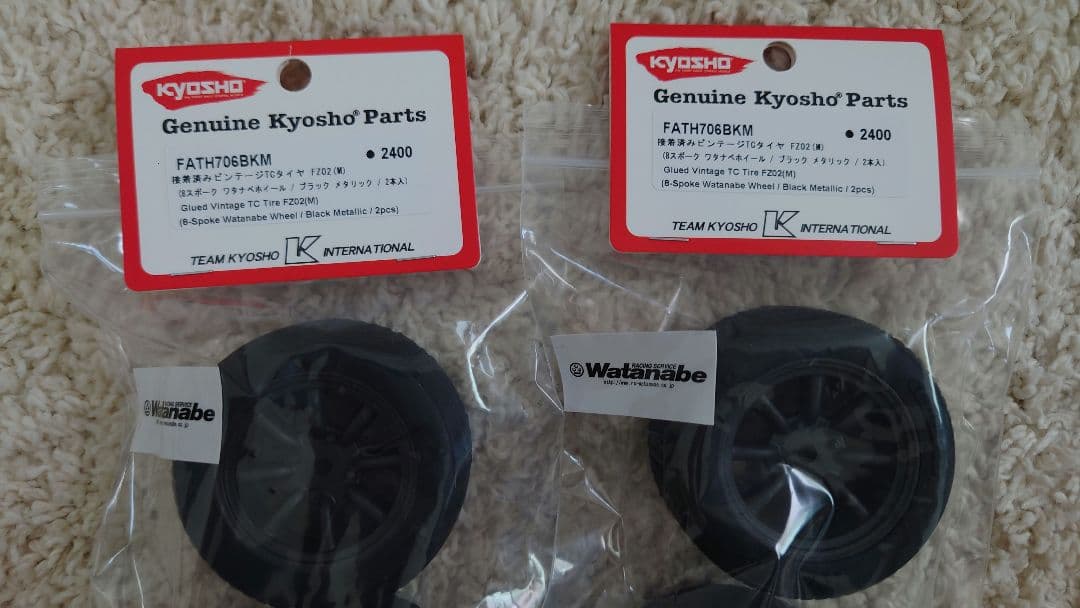 KYOSHO
Genuine Kyosho® Parts
FATH706BKM ● 2400
接着済みビンテージTCタイヤ FZ02(M)
(8スポーク ワタナベホイール / ブラック メタリック / 2本入)
Glued Vintage TC Tire FZ02(M)
(8-Spoke Watanabe Wheel / Black Metallic / 2pcs)
TEAM KYOSHO K INTERNATIONAL
RACING SERVICE
Watanabe
KYOSHO
Genuine Kyosho® Parts
FATH706BKM ● 2400
接着済みビンテージTCタイヤ FZ02(M)
(8スポーク ワタナベホイール / ブラック メタリック / 2本入)
Glued Vintage TC Tire FZ02(M)
(8-Spoke Watanabe Wheel / Black Metallic / 2pcs)
TEAM KYOSHO K INTERNATIONAL
RACING SERVICE
Watanabe